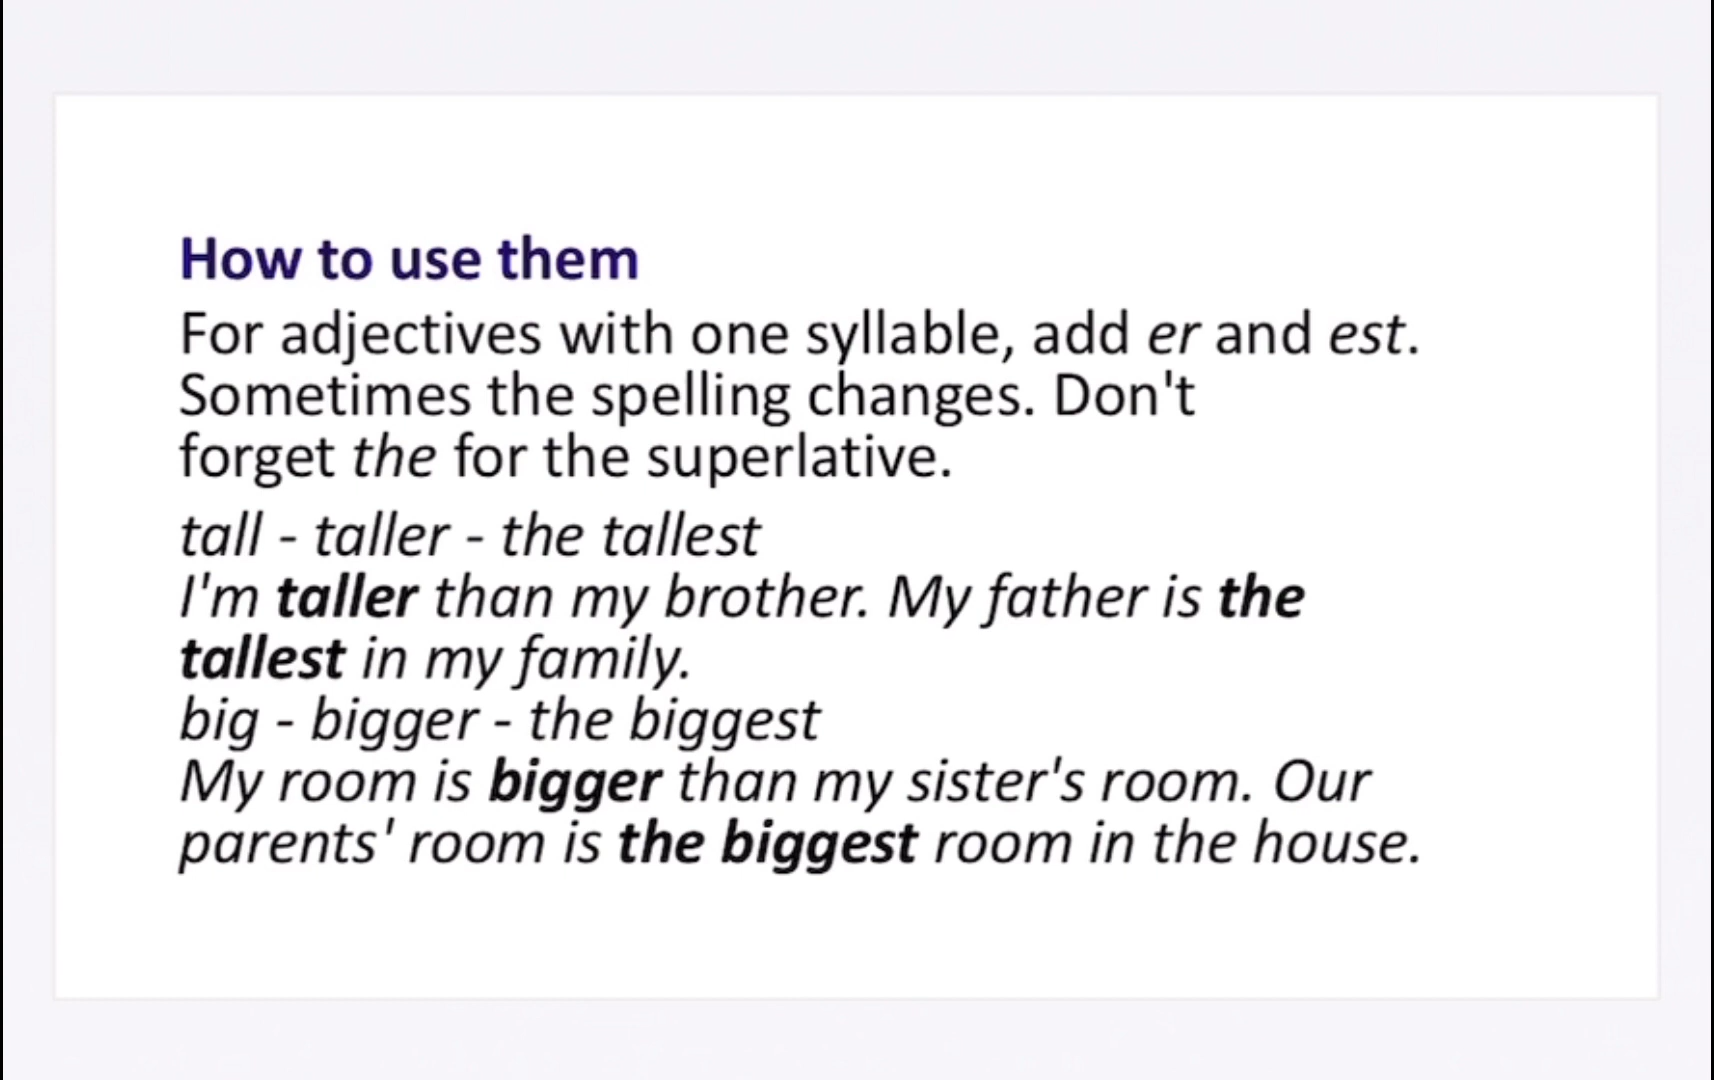 How to use them
For adjectives with one syllable, add er and est.
Sometimes the spelling changes. Don't
forget the for the superlative.
tall - taller - the tallest
I'm taller than my brother. My father is the
tallest in my family.
big - bigger - the biggest
My room is bigger than my sister's room. Our
parents' room is the biggest room in the house.